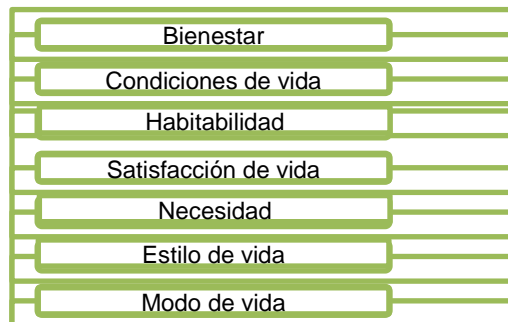 Bienestar
Condiciones de vida
Habitabilidad
Satisfacción de vida
Necesidad
Estilo de vida
Modo de vida